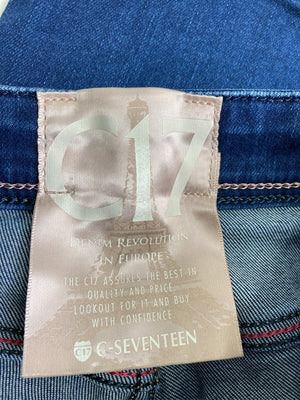 C17
DENIM REVOLUTION
IN EUROPE
THE C17 ASSURES THE BEST IN
QUALITY AND PRICE.
LOOKOUT FOR IT AND BUY
WITH CONFIDENCE.
C17 C-SEVENTEEN